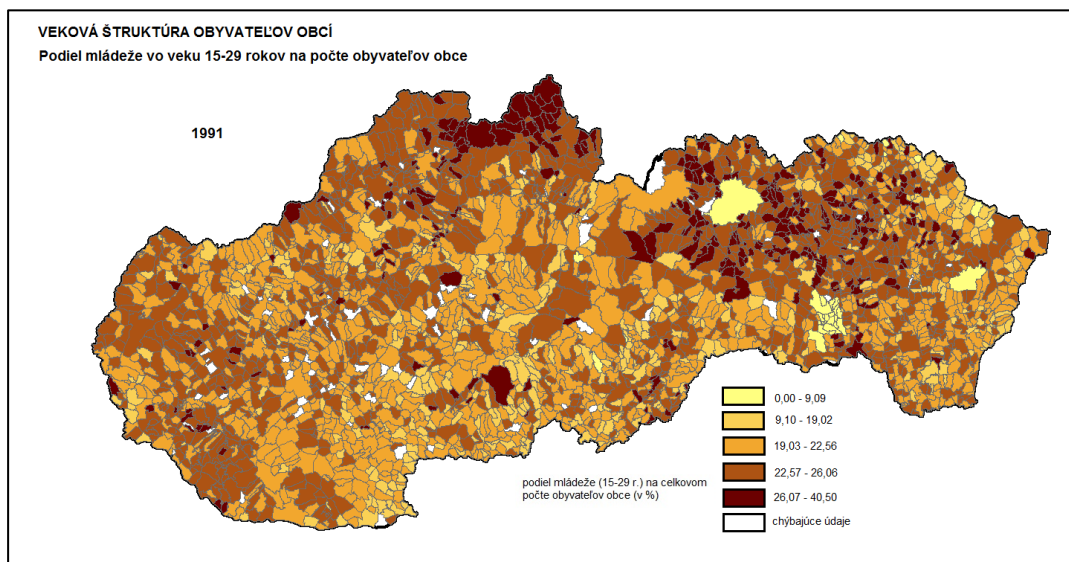 VEKOVÁ ŠTRUKTÚRA OBYVATEĽOV OBCÍ
Podiel mládeže vo veku 15-29 rokov na počte obyvateľov obce
1991
0,00 - 9,09
9,10 - 19,02
19,03 - 22,56
22,57 - 26,06
26,07 - 40,50
chýbajúce údaje
podiel mládeže (15-29 r.) na celkovom
počte obyvateľov obce (v %)